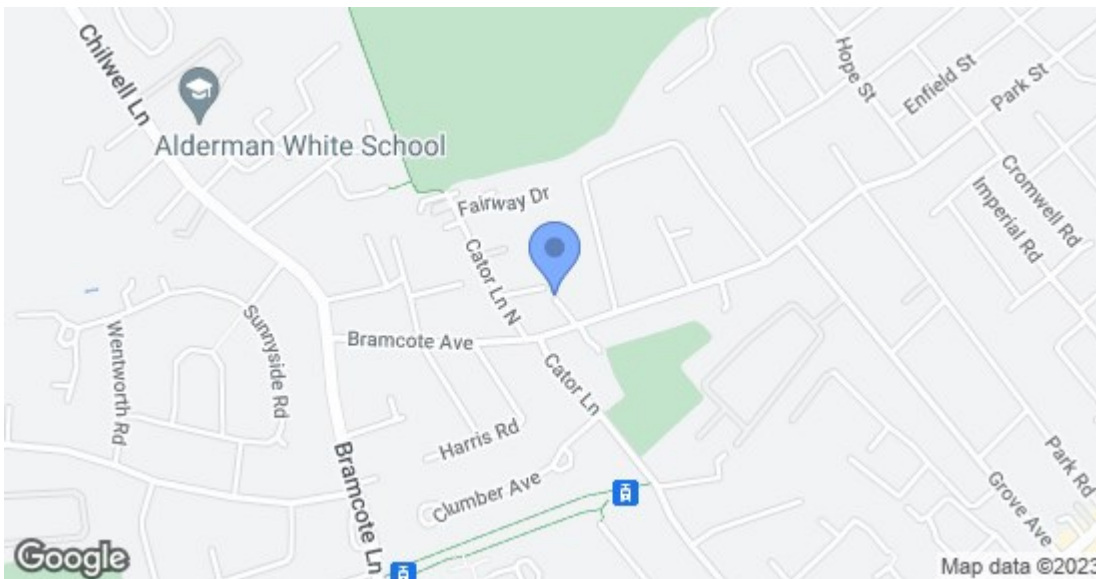 Chilwell Ln
Alderman White School
Hope St
Enfield St
Park St
Fairway Dr
Cromwell Rd
Imperial Rd
Cator Ln N
Sunnyside Rd
Wentworth Rd
Bramcote Ave
Cator Ln
Harris Rd
Bramcote Ln
Clumber Ave
Park Rd
Grove Ave
Google
Map data ©2023